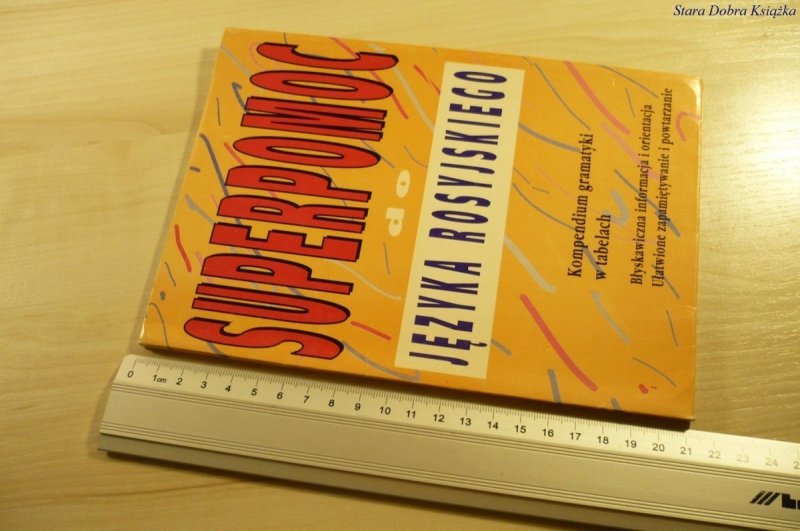 Stara Dobra Książka
SUPERPOMOC
do
JĘZYKA ROSYJSKIEGO
Kompendium gramatyki
w tabelach
Błyskawiczna informacja i orientacja
Ułatwione zapamiętywanie i powtarzanie
0 1cm 2 3 4 5 6 7 8 9 10 11 12 13 14 15 16 17 18 19 20 21 22 23 24